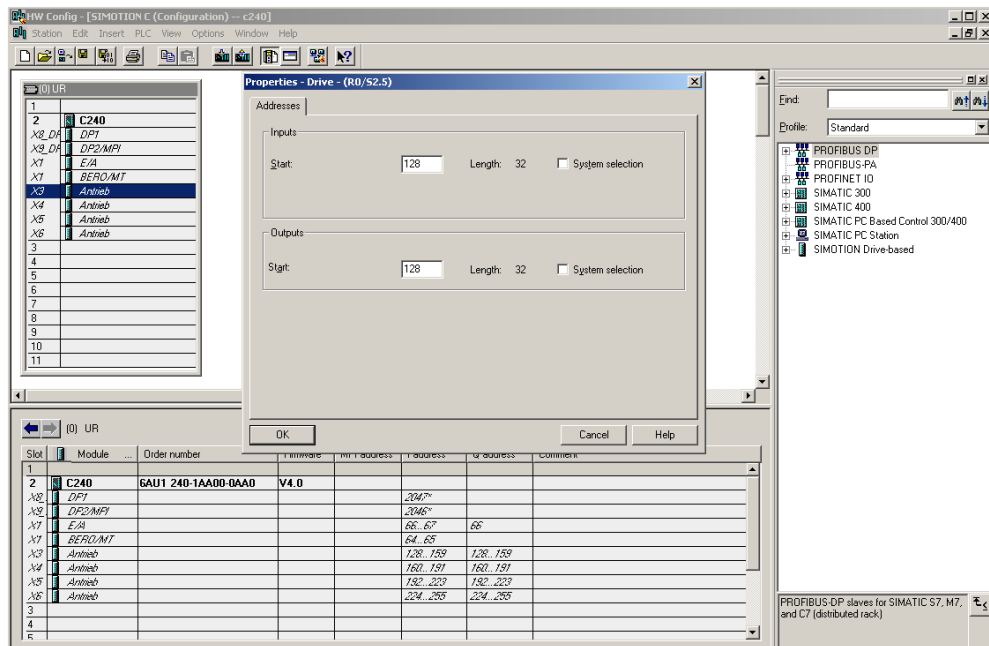 HW Config - [SIMOTION C (Configuration) -- c240]
Station Edit Insert PLC View Options Window Help
(0) UR
1
2 C240
X8_DP DP1
X9_DP DP2/MPI
X1 E/A
X1 BERO/MT
X3 Antrieb
X4 Antrieb
X5 Antrieb
X6 Antrieb
3
4
5
6
7
8
9
10
11
Properties - Drive - (R0/S2.5)
Addresses
Inputs
Start: 128 Length: 32 System selection
Outputs
Start: 128 Length: 32 System selection
OK Cancel Help
Find:
Profile: Standard
PROFIBUS DP
PROFIBUS-PA
PROFINET IO
SIMATIC 300
SIMATIC 400
SIMATIC PC Based Control 300/400
SIMATIC PC Station
SIMOTION Drive-based
PROFIBUS-DP slaves for SIMATIC S7, M7, and C7 (distributed rack)
(0) UR
Slot Module ... Order number Firmware MPI address I address Q address Comment
1
2 C240 6AU1 240-1AA00-0AA0 V4.0
X8 DP1 2047*
X9 DP2/MPI 2046*
X1 E/A 66...67 66
X1 BERO/MT 64...65
X3 Antrieb 128...159 128...159
X4 Antrieb 160...191 160...191
X5 Antrieb 192...223 192...223
X6 Antrieb 224...255 224...255
3
4
5